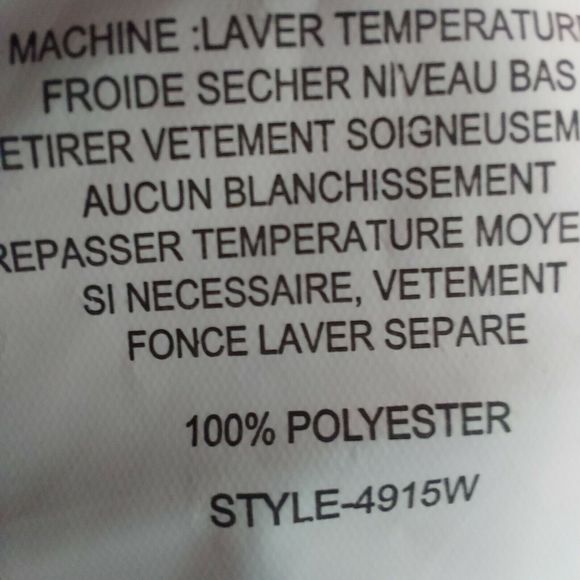 MACHINE :LAVER TEMPERATUR
FROIDE SECHER NIVEAU BAS
ETIRER VETEMENT SOIGNEUSEM
AUCUN BLANCHISSEMENT
REPASSER TEMPERATURE MOYE
SI NECESSAIRE, VETEMENT
FONCE LAVER SEPARE
100% POLYESTER
STYLE-4915W